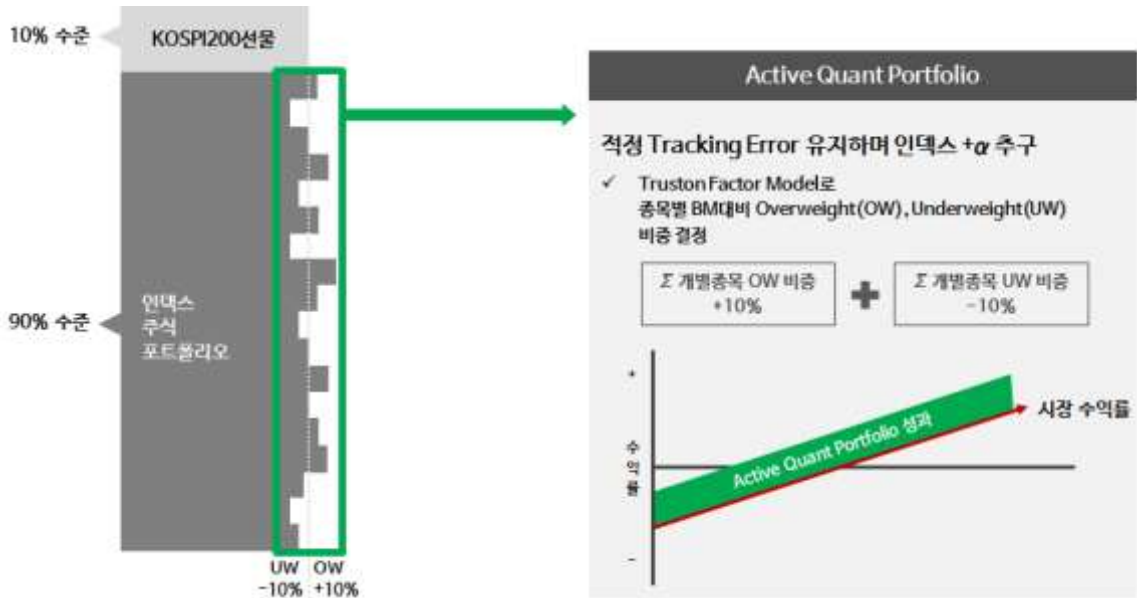 10% 수준
KOSPI200선물
90% 수준
인덱스
주식
포트폴리오
UW OW
-10% +10%
Active Quant Portfolio
적정 Tracking Error 유지하며 인덱스 +α 추구
✓ Truston Factor Model로
종목별 BM대비 Overweight(OW), Underweight(UW)
비중 결정
Σ 개별종목 OW 비중
+10%
+
Σ 개별종목 UW 비중
-10%
+
수익률
-
Active Quant Portfolio 성과
시장 수익률